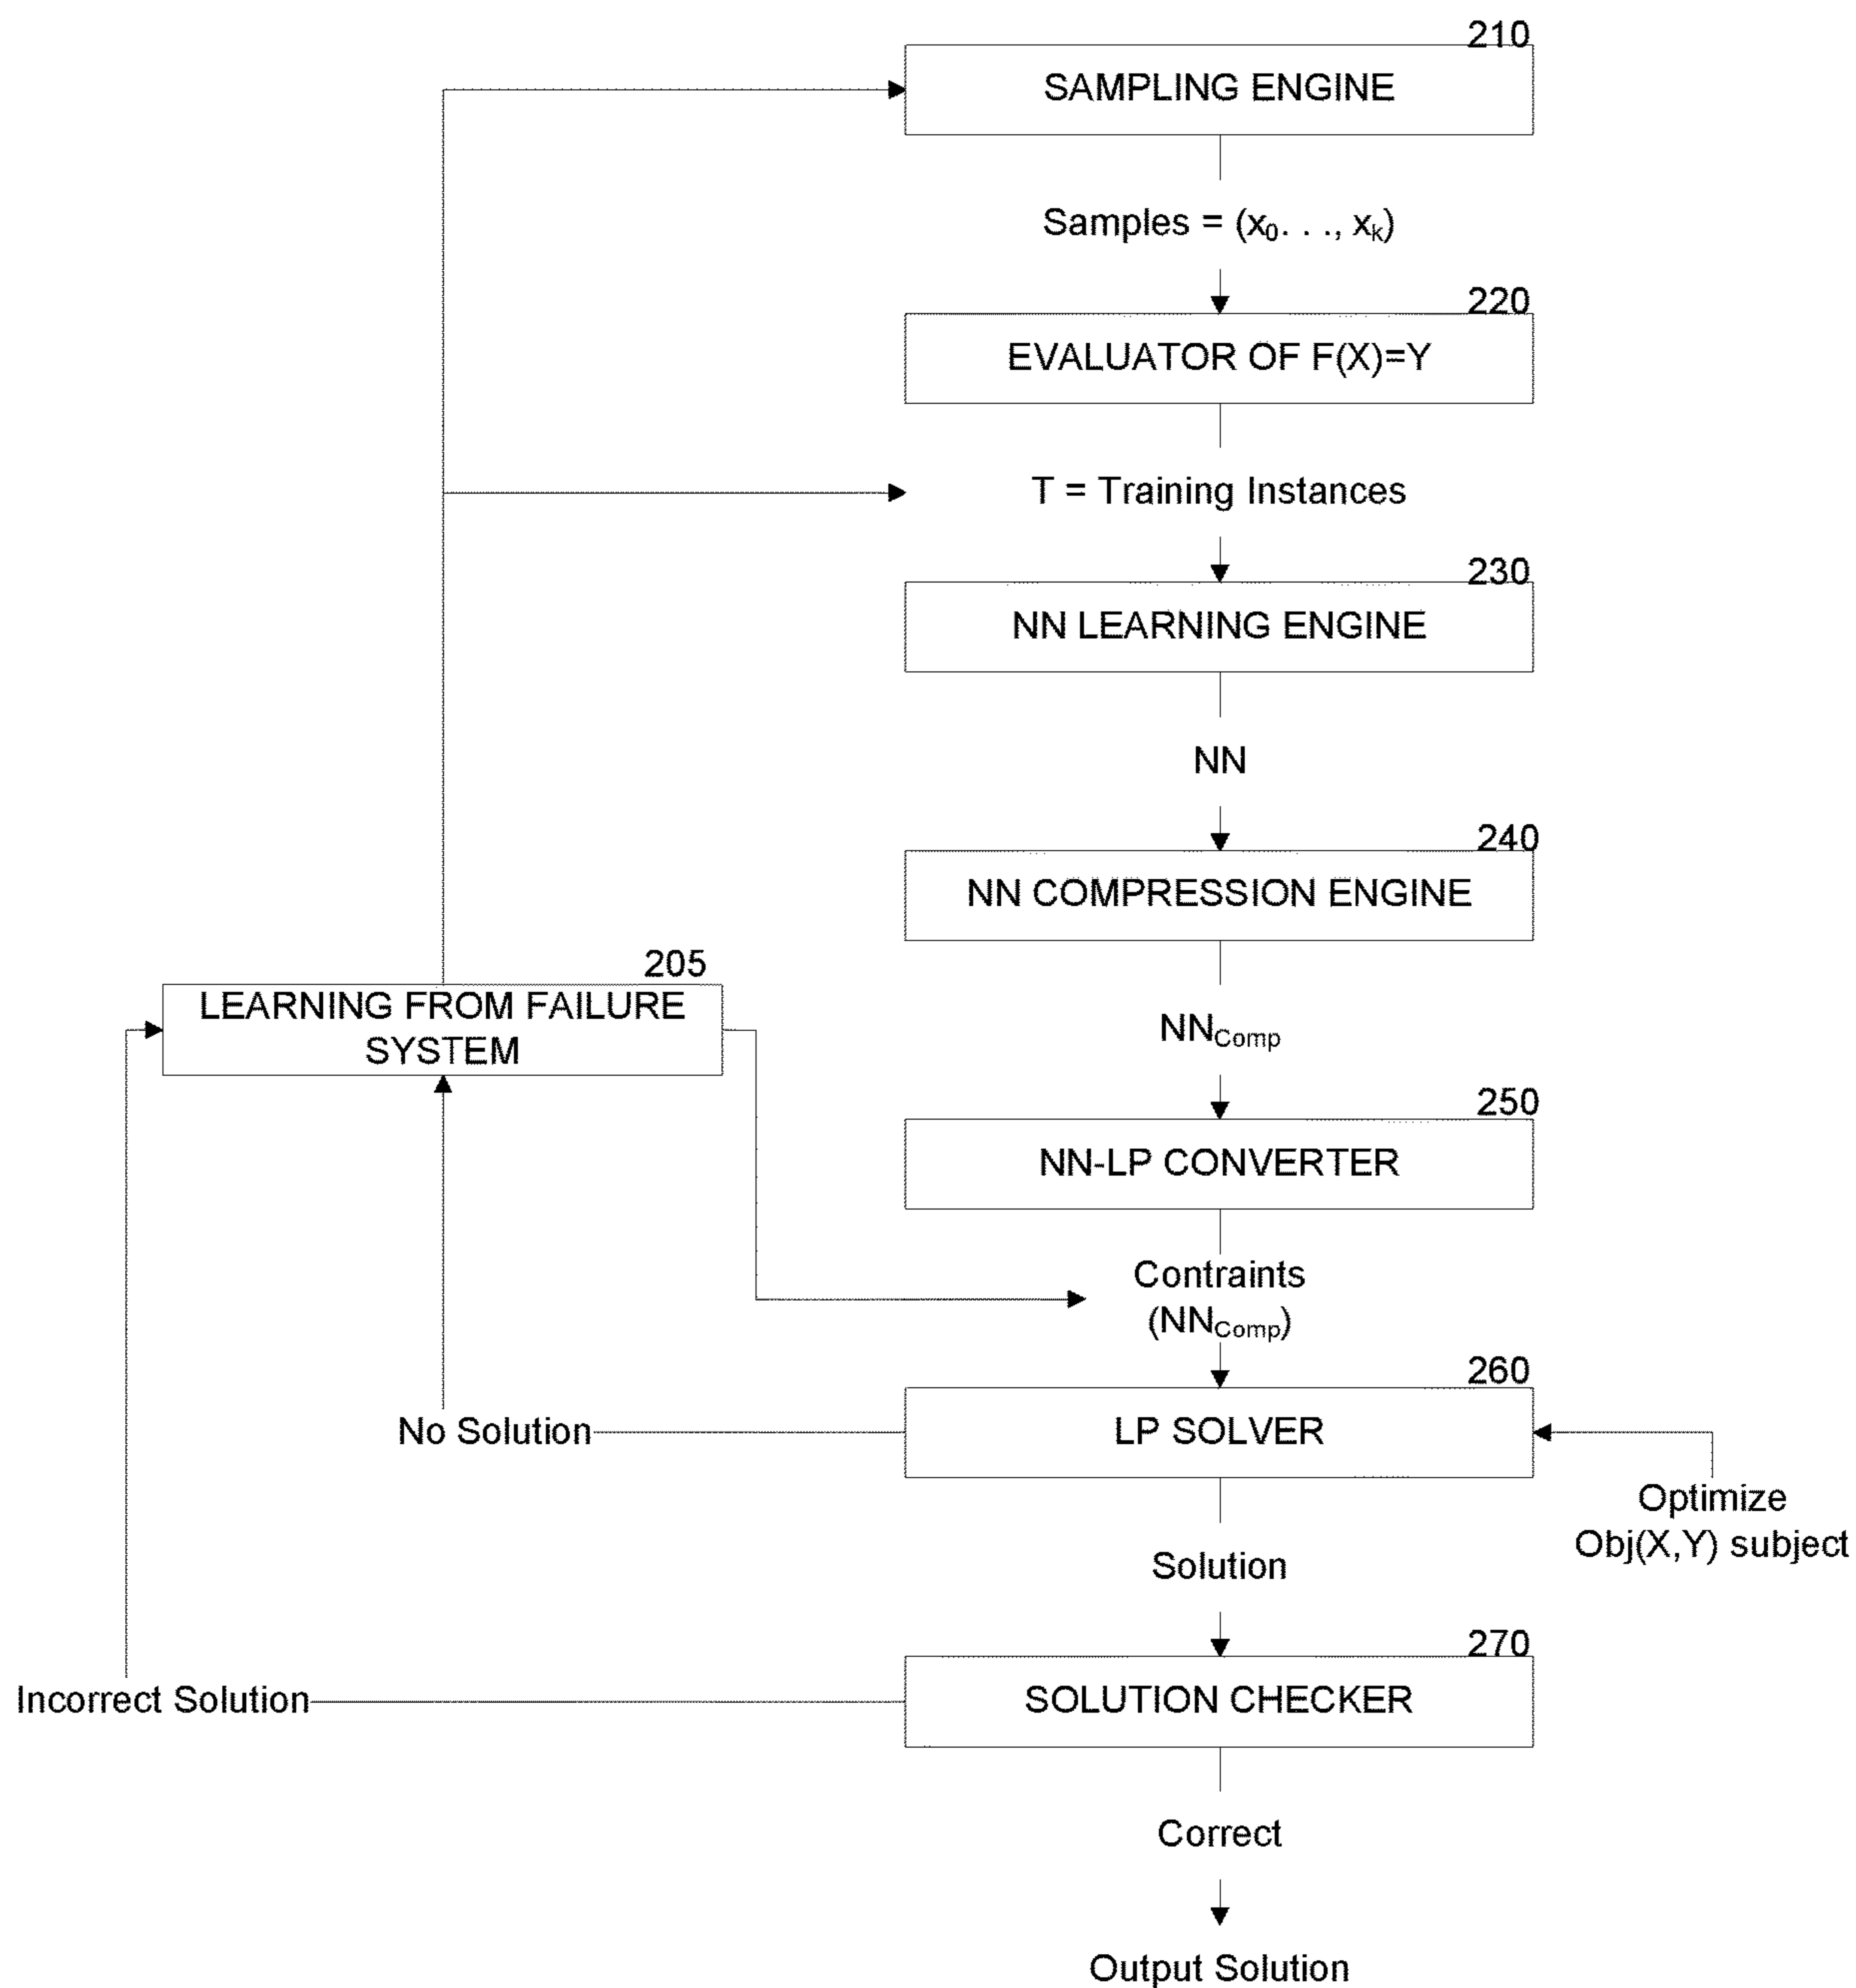 210
SAMPLING ENGINE
Samples = (x₀. . ., xₖ)
220
EVALUATOR OF F(X)=Y
T = Training Instances
230
NN LEARNING ENGINE
NN
240
NN COMPRESSION ENGINE
205
LEARNING FROM FAILURE
SYSTEM
NN_Comp
250
NN-LP CONVERTER
Contraints
(NN_Comp)
260
LP SOLVER
No Solution
Optimize
Obj(X,Y) subject
Solution
270
SOLUTION CHECKER
Incorrect Solution
Correct
Output Solution